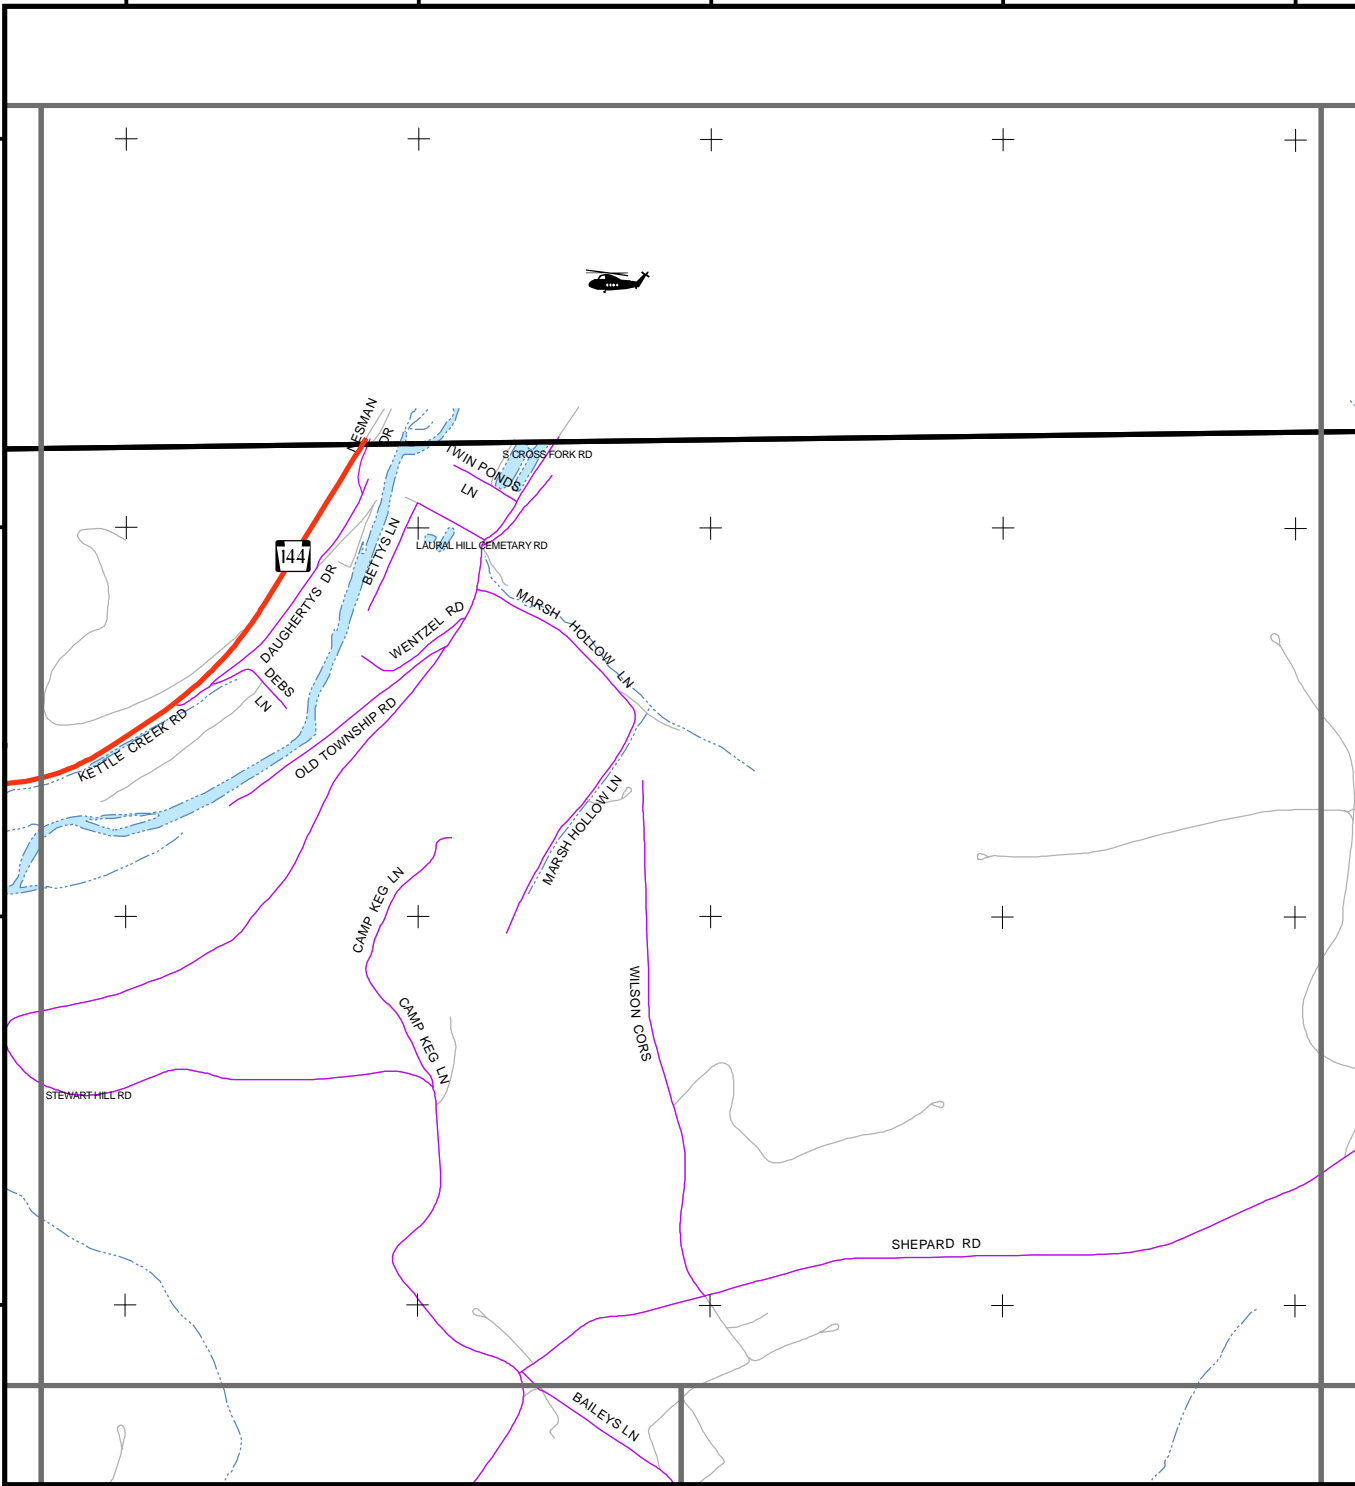 DR
TWIN PONDS
LN
S CROSS FORK RD
LAURAL HILL CEMETARY RD
BETTYS LN
144
DAUGHERTYS DR
DEBS
LN
WENTZEL RD
MARSH HOLLOW LN
KETTLE CREEK RD
OLD TOWNSHIP RD
MARSH HOLLOW LN
CAMP KEG LN
CAMP KEG LN
WILSON CORS
STEWART HILL RD
SHEPARD RD
BAILEYS LN